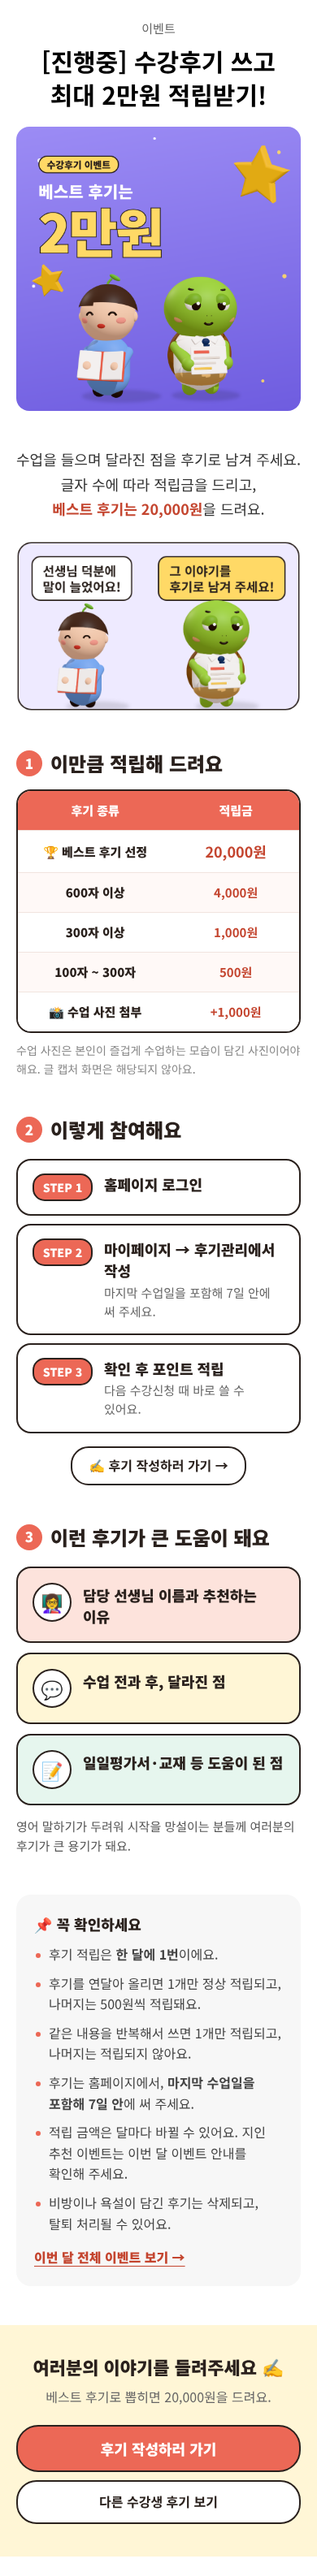 이벤트
[진행중] 수강후기 쓰고
최대 2만원 적립받기!
수강후기 이벤트
베스트 후기는
2만원
수업을 들으며 달라진 점을 후기로 남겨 주세요.
글자 수에 따라 적립금을 드리고,
베스트 후기는 20,000원을 드려요.
선생님 덕분에
말이 늘었어요!
그 이야기를
후기로 남겨 주세요!
1 이만큼 적립해 드려요
후기 종류 적립금
🏆 베스트 후기 선정 20,000원
600자 이상 4,000원
300자 이상 1,000원
100자 ~ 300자 500원
📸 수업 사진 첨부 +1,000원
수업 사진은 본인이 즐겁게 수업하는 모습이 담긴 사진이어야
해요. 글 캡처 화면은 해당되지 않아요.
2 이렇게 참여해요
STEP 1 홈페이지 로그인
STEP 2 마이페이지 → 후기관리에서
작성
마지막 수업일을 포함해 7일 안에
써 주세요.
STEP 3 확인 후 포인트 적립
다음 수강신청 때 바로 쓸 수
있어요.
✍️ 후기 작성하러 가기 →
3 이런 후기가 큰 도움이 돼요
담당 선생님 이름과 추천하는
이유
수업 전과 후, 달라진 점
일일평가서·교재 등 도움이 된 점
영어 말하기가 두려워 시작을 망설이는 분들께 여러분의
후기가 큰 용기가 돼요.
📌 꼭 확인하세요
• 후기 적립은 한 달에 1번이에요.
• 후기를 연달아 올리면 1개만 정상 적립되고,
나머지는 500원씩 적립돼요.
• 같은 내용을 반복해서 쓰면 1개만 적립되고,
나머지는 적립되지 않아요.
• 후기는 홈페이지에서, 마지막 수업일을
포함해 7일 안에 써 주세요.
• 적립 금액은 달마다 바뀔 수 있어요. 지인
추천 이벤트는 이번 달 이벤트 안내를
확인해 주세요.
• 비방이나 욕설이 담긴 후기는 삭제되고,
탈퇴 처리될 수 있어요.
이번 달 전체 이벤트 보기 →
여러분의 이야기를 들려주세요 ✍️
베스트 후기로 뽑히면 20,000원을 드려요.
후기 작성하러 가기
다른 수강생 후기 보기